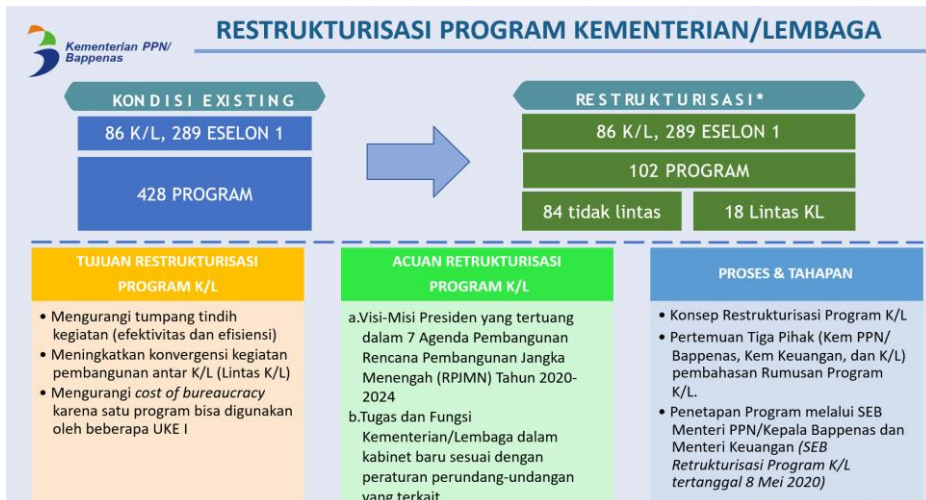 RESTRUKTURISASI PROGRAM KEMENTERIAN/LEMBAGA
Kementerian PPN/
Bappenas
KONDISI EXISTING
86 K/L, 289 ESELON 1
428 PROGRAM
RESTRUKTURISASI*
86 K/L, 289 ESELON 1
102 PROGRAM
84 tidak lintas
18 Lintas KL
TUJUAN RESTRUKTURISASI
PROGRAM K/L
• Mengurangi tumpang tindih
kegiatan (efektivitas dan efisiensi)
• Meningkatkan konvergensi kegiatan
pembangunan antar K/L (Lintas K/L)
• Mengurangi cost of bureaucracy
karena satu program bisa digunakan
oleh beberapa UKE I
ACUAN RETRUKTURISASI
PROGRAM K/L
a.Visi-Misi Presiden yang tertuang
dalam 7 Agenda Pembangunan
Rencana Pembangunan Jangka
Menengah (RPJMN) Tahun 2020-
2024
b.Tugas dan Fungsi
Kementerian/Lembaga dalam
kabinet baru sesuai dengan
peraturan perundang-undangan
yang terkait
PROSES & TAHAPAN
• Konsep Restrukturisasi Program K/L
• Pertemuan Tiga Pihak (Kem PPN/
Bappenas, Kem Keuangan, dan K/L)
pembahasan Rumusan Program
K/L.
• Penetapan Program melalui SEB
Menteri PPN/Kepala Bappenas dan
Menteri Keuangan (SEB
Retrukturisasi Program K/L
tertanggal 8 Mei 2020)